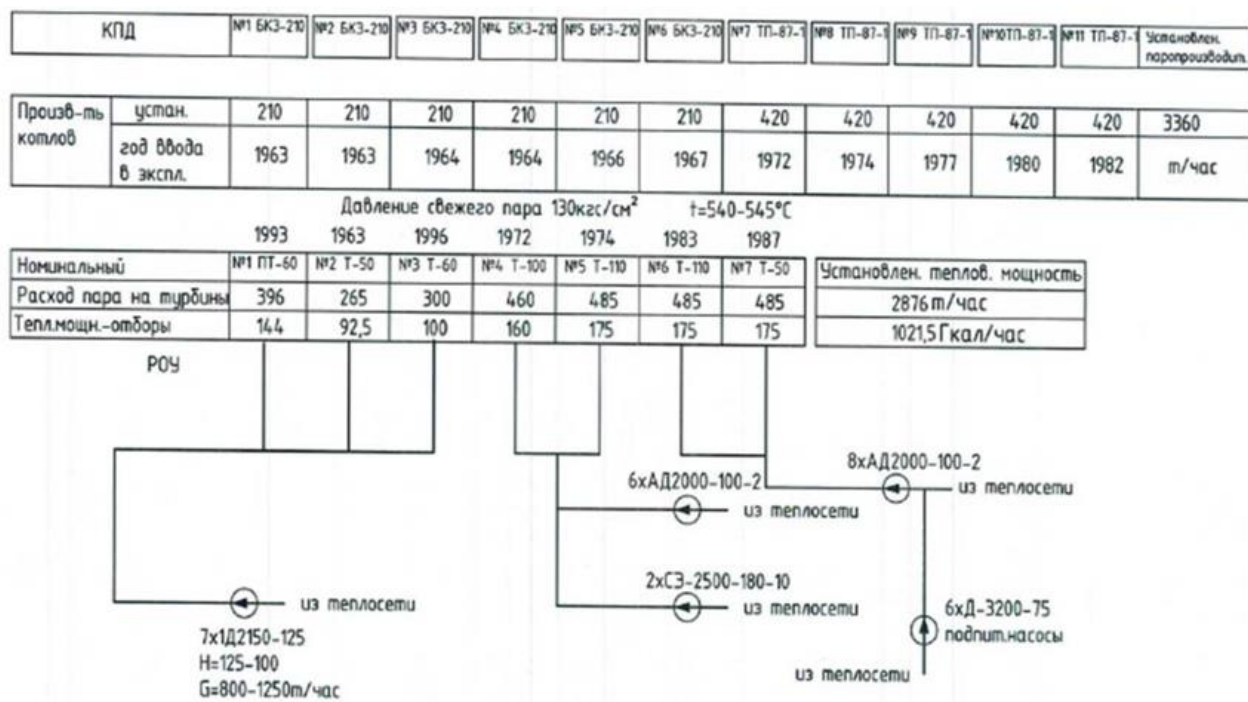 КПД №1 БКЗ-210 №2 БКЗ-210 №3 БКЗ-210 №4 БКЗ-210 №5 БКЗ-210 №6 БКЗ-210 №7 ТП-87-1 №8 ТП-87-1 №9 ТП-87-1 №10ТП-87-1 №11 ТП-87-1 Установлен. паропроизводит.
Произв-ть котлов устан. 210 210 210 210 210 210 420 420 420 420 420 3360
год ввода в экспл. 1963 1963 1964 1964 1966 1967 1972 1974 1977 1980 1982 т/час
Давление свежего пара 130кгс/см² t=540-545°С
1993 1963 1996 1972 1974 1983 1987
Номинальный №1 ПТ-60 №2 Т-50 №3 Т-60 №4 Т-100 №5 Т-110 №6 Т-110 №7 Т-50 Установлен. теплов. мощность
Расход пара на турбины 396 265 300 460 485 485 485 2876т/час
Тепл.мощн.-отборы 144 92,5 100 160 175 175 175 1021,5Гкал/час
РОУ
8хАД2000-100-2
из теплосети
6хАД2000-100-2
из теплосети
2хСЭ-2500-180-10
из теплосети
из теплосети
7х1Д2150-125
H=125-100
G=800-1250т/час
6хД-3200-75
подпит.насосы
из теплосети